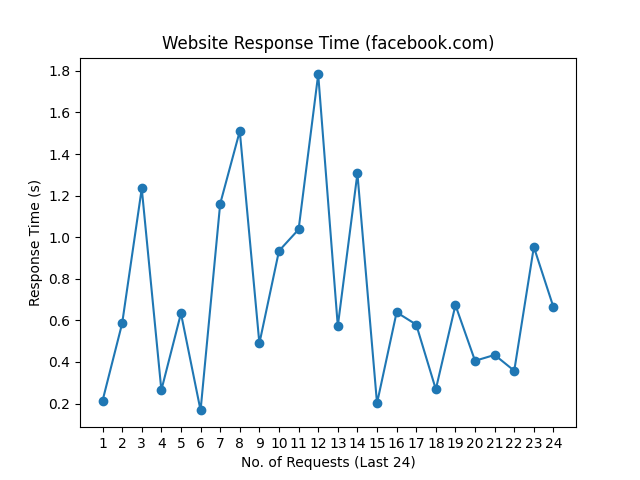 Website Response Time (facebook.com)
1.8
1.6
1.4
1.2
1.0
0.8
0.6
0.4
0.2
Response Time (s)
1 2 3 4 5 6 7 8 9 10 11 12 13 14 15 16 17 18 19 20 21 22 23 24
No. of Requests (Last 24)